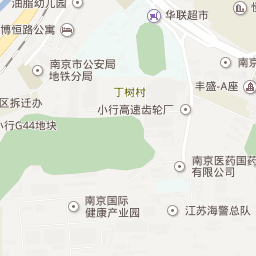 油脂幼儿园
华联超市
博恒路公寓
南京市公安局
地铁分局
南京
丰盛-A座
丁树村
区拆迁办
小行高速齿轮厂
小行G44地块
南京医药国药
有限公司
南京国际
健康产业园
江苏海警总队